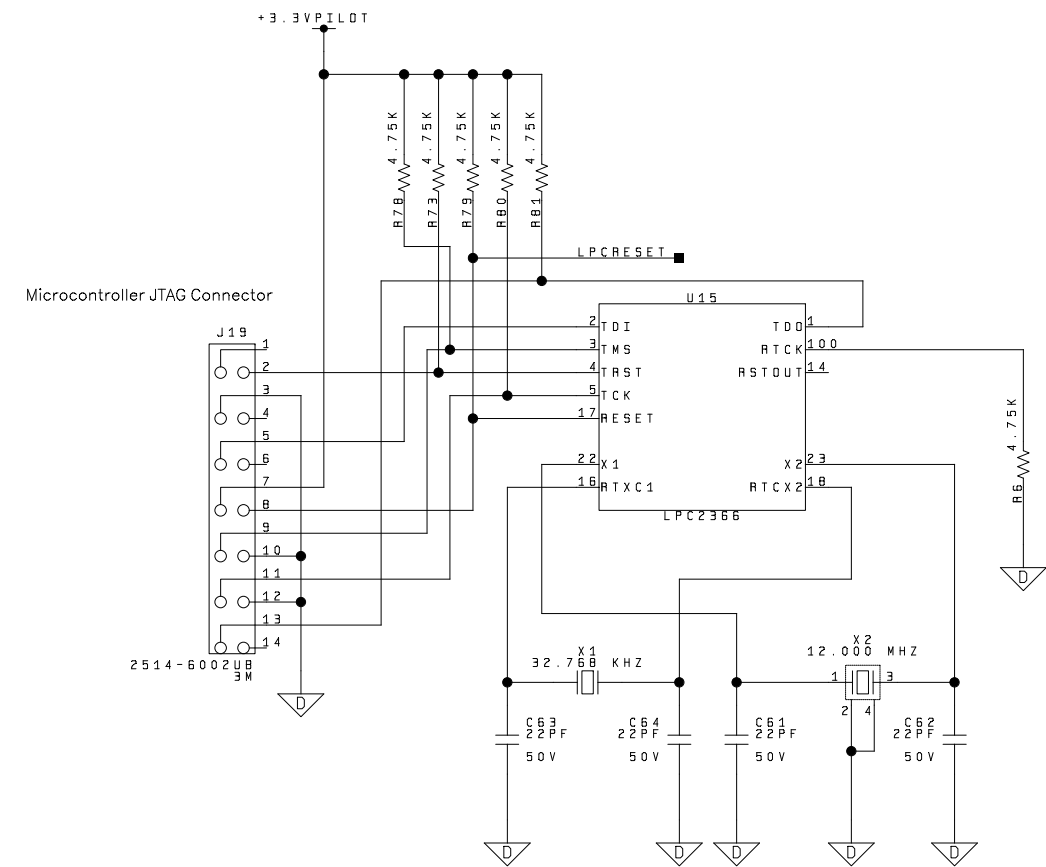 +3.3VPILOT
4.75K
4.75K
4.75K
4.75K
4.75K
R78
R73
R79
R80
R81
LPCRESET
Microcontroller JTAG Connector
U15
J19
1
2
3
4
5
6
7
8
9
10
11
12
13
14
2514-6002UB
3M
D
2 TDI
3 TMS
4 TRST
5 TCK
17 RESET
22 X1
16 RTXC1
TDO 1
RTCK 100
RSTOUT 14
X2 23
RTCX2 18
LPC2366
4.75K
R6
D
X1
32.768 KHZ
X2
12.000 MHZ
1
3
2 4
C63
22PF
50V
C64
22PF
50V
C61
22PF
50V
C62
22PF
50V
D
D
D
D
D